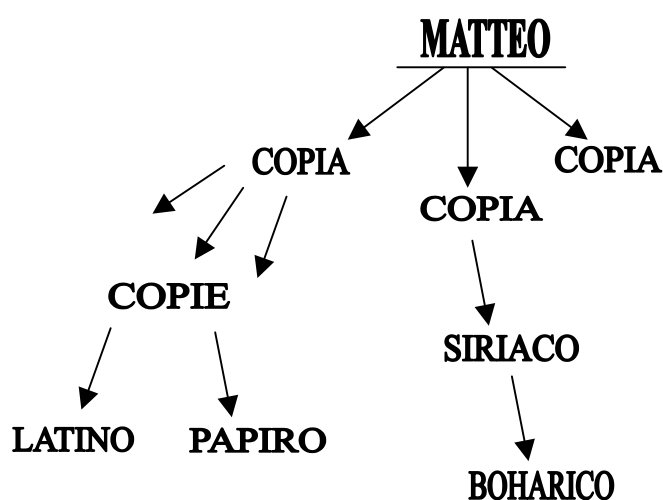 MATTEO
COPIA
COPIA
COPIA
COPIE
SIRIACO
LATINO
PAPIRO
BOHARICO